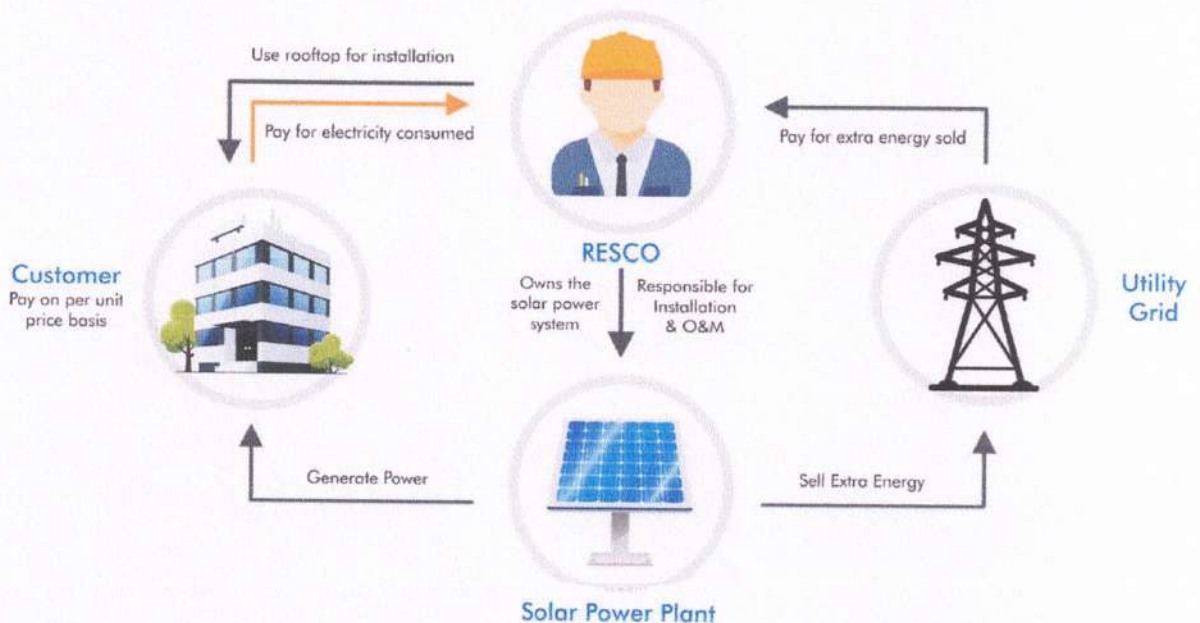 Use rooftop for installation
Pay for electricity consumed
Pay for extra energy sold
RESCO
Owns the
solar power
system
Responsible for
Installation
& O&M
Customer
Pay on per unit
price basis
Utility
Grid
Generate Power
Sell Extra Energy
Solar Power Plant